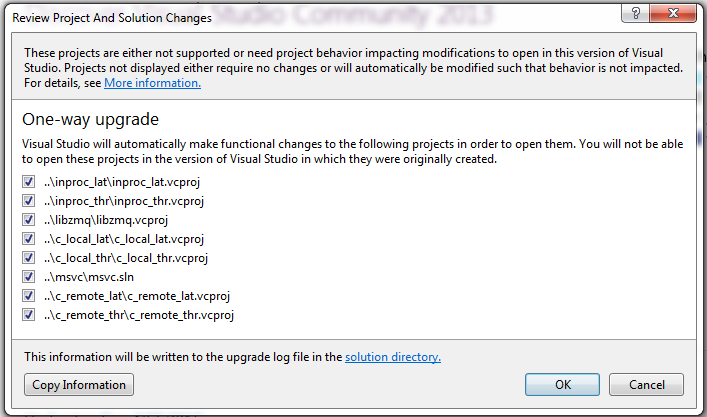 Visual Studio Community 2013
Review Project And Solution Changes
These projects are either not supported or need project behavior impacting modifications to open in this version of Visual
Studio. Projects not displayed either require no changes or will automatically be modified such that behavior is not impacted.
For details, see More information.
One-way upgrade
Visual Studio will automatically make functional changes to the following projects in order to open them. You will not be able
to open these projects in the version of Visual Studio in which they were originally created.
..\inproc_lat\inproc_lat.vcproj
..\inproc_thr\inproc_thr.vcproj
..\libzmq\libzmq.vcproj
..\c_local_lat\c_local_lat.vcproj
..\c_local_thr\c_local_thr.vcproj
..\msvc\msvc.sln
..\c_remote_lat\c_remote_lat.vcproj
..\c_remote_thr\c_remote_thr.vcproj
This information will be written to the upgrade log file in the solution directory.
Copy Information
OK
Cancel